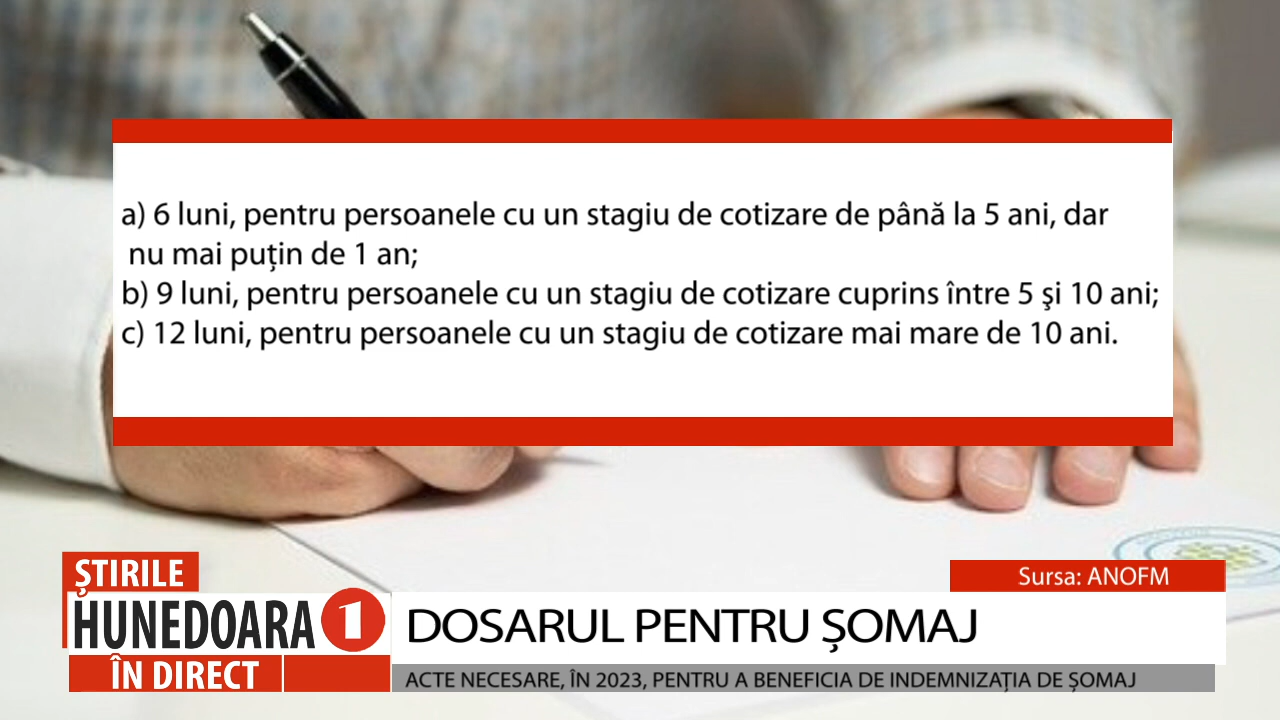 a) 6 luni, pentru persoanele cu un stagiu de cotizare de până la 5 ani, dar
nu mai puțin de 1 an;
b) 9 luni, pentru persoanele cu un stagiu de cotizare cuprins între 5 şi 10 ani;
c) 12 luni, pentru persoanele cu un stagiu de cotizare mai mare de 10 ani.
Sursa: ANOFM
ȘTIRILE
HUNEDOARA 1
ÎN DIRECT
DOSARUL PENTRU ȘOMAJ
ACTE NECESARE, ÎN 2023, PENTRU A BENEFICIA DE INDEMNIZAȚIA DE ȘOMAJ